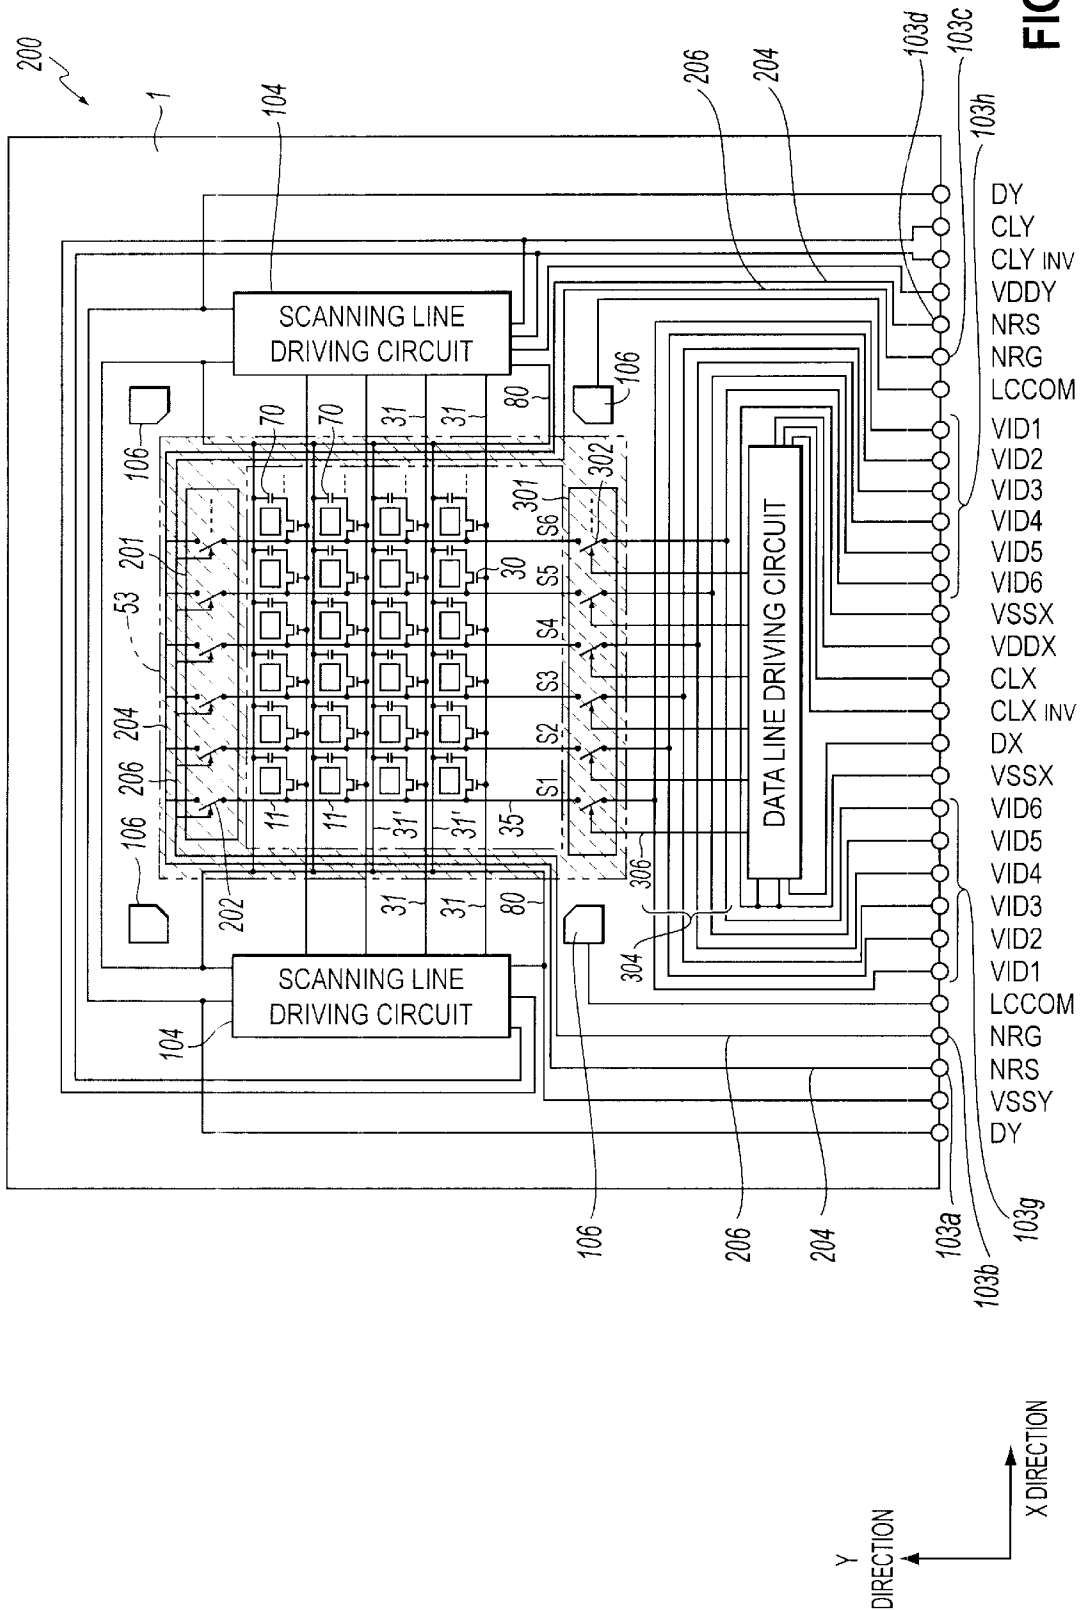 FIG
200
1
104
103d
103c
103h
206
204
SCANNING LINE
DRIVING CIRCUIT
106
70
70
31
31
80
106
53
201
204
206
202
106
11
11
31'
31'
35
30
301
302
S1
S2
S3
S4
S5
S6
31
31
80
SCANNING LINE
DRIVING CIRCUIT
104
106
306
304
DATA LINE DRIVING CIRCUIT
206
204
103a
103b
103g
DY
CLY
CLY INV
VDDY
NRS
NRG
LCCOM
VID1
VID2
VID3
VID4
VID5
VID6
VSSX
VDDX
CLX
CLX INV
DX
VSSX
VID6
VID5
VID4
VID3
VID2
VID1
LCCOM
NRG
NRS
VSSY
DY
Y
DIRECTION
X DIRECTION